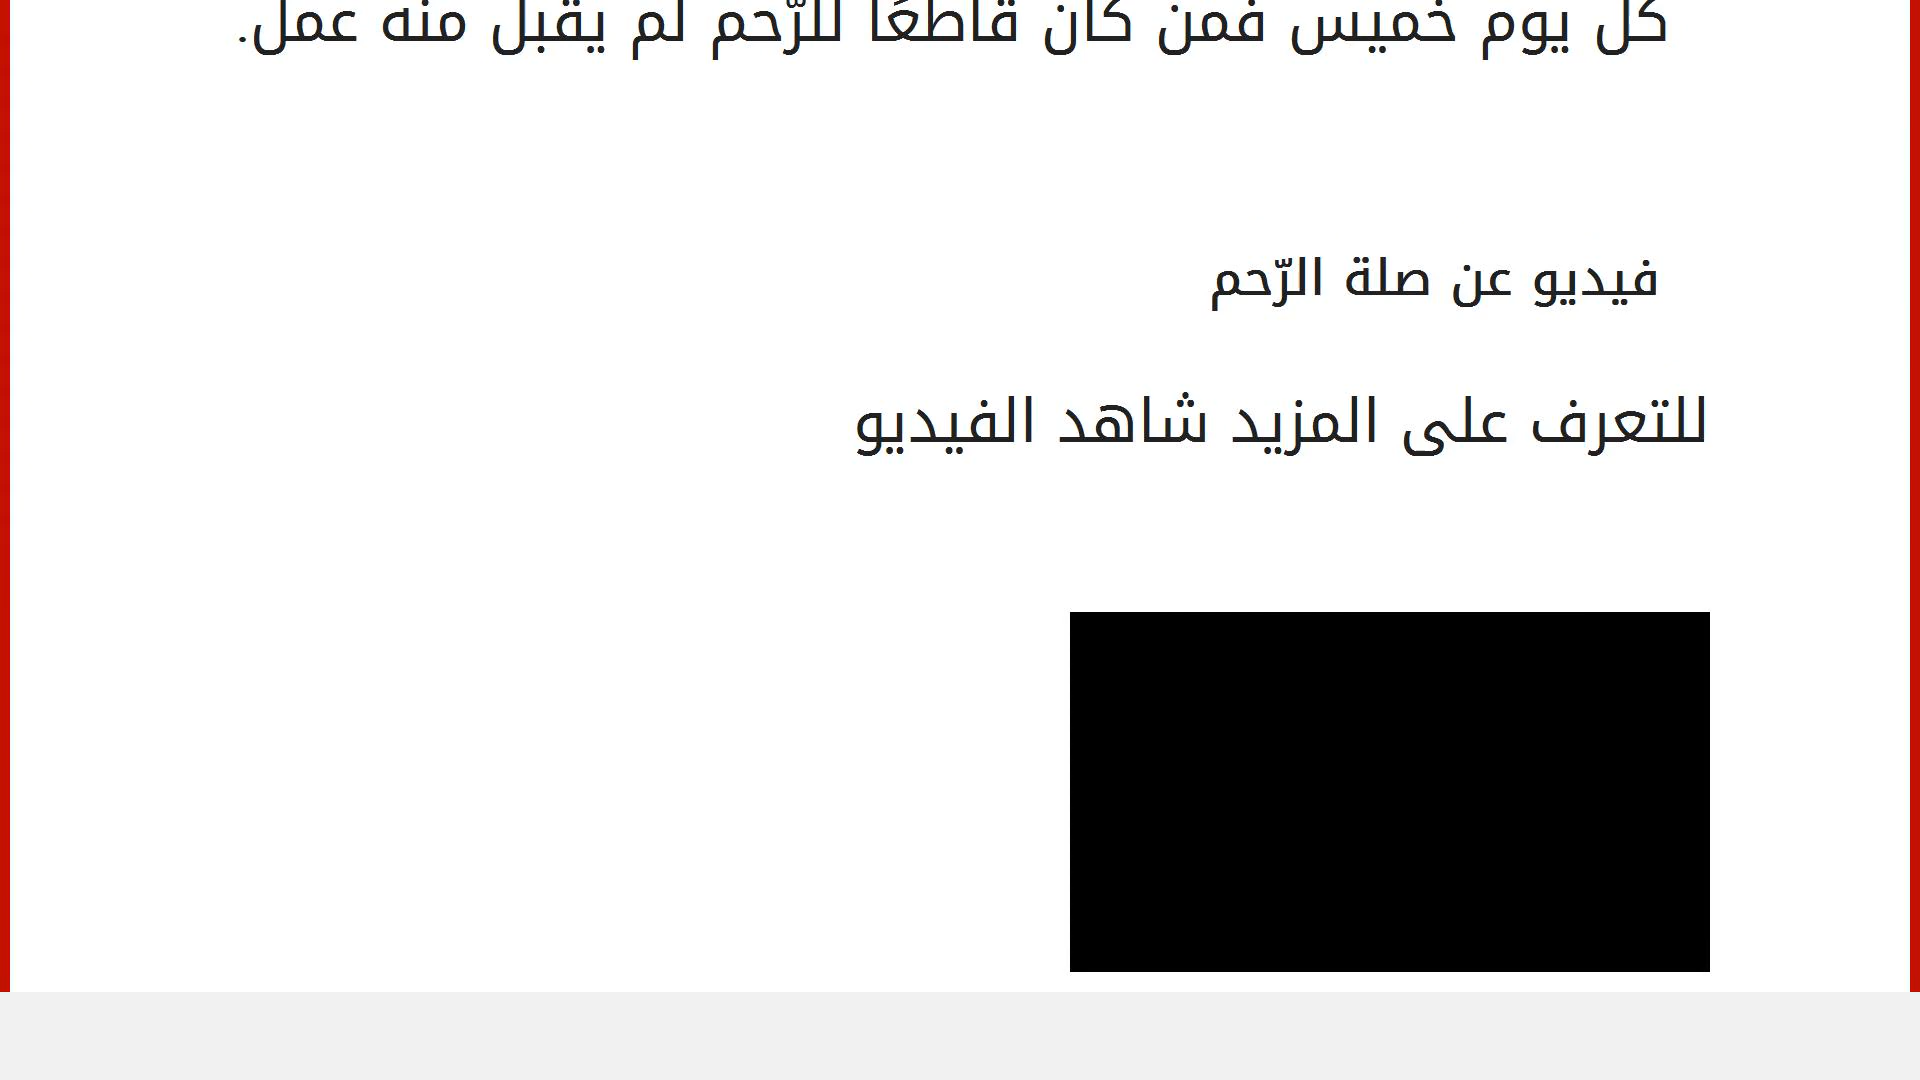 كل يوم خميس فمن كان قاطعًا للرّحم لم يقبل منه عمل.
فيديو عن صلة الرّحم
للتعرف على المزيد شاهد الفيديو